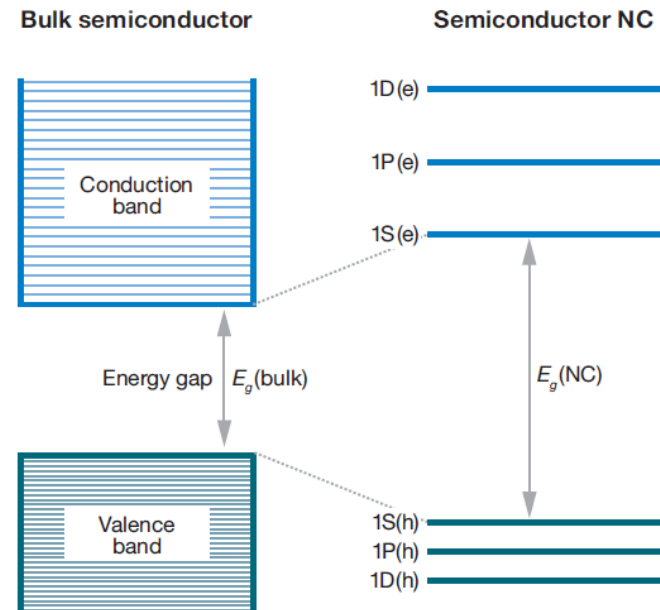 Bulk semiconductor
Semiconductor NC
Conduction
band
Energy gap
E_g(bulk)
Valence
band
1D(e)
1P(e)
1S(e)
E_g(NC)
1S(h)
1P(h)
1D(h)